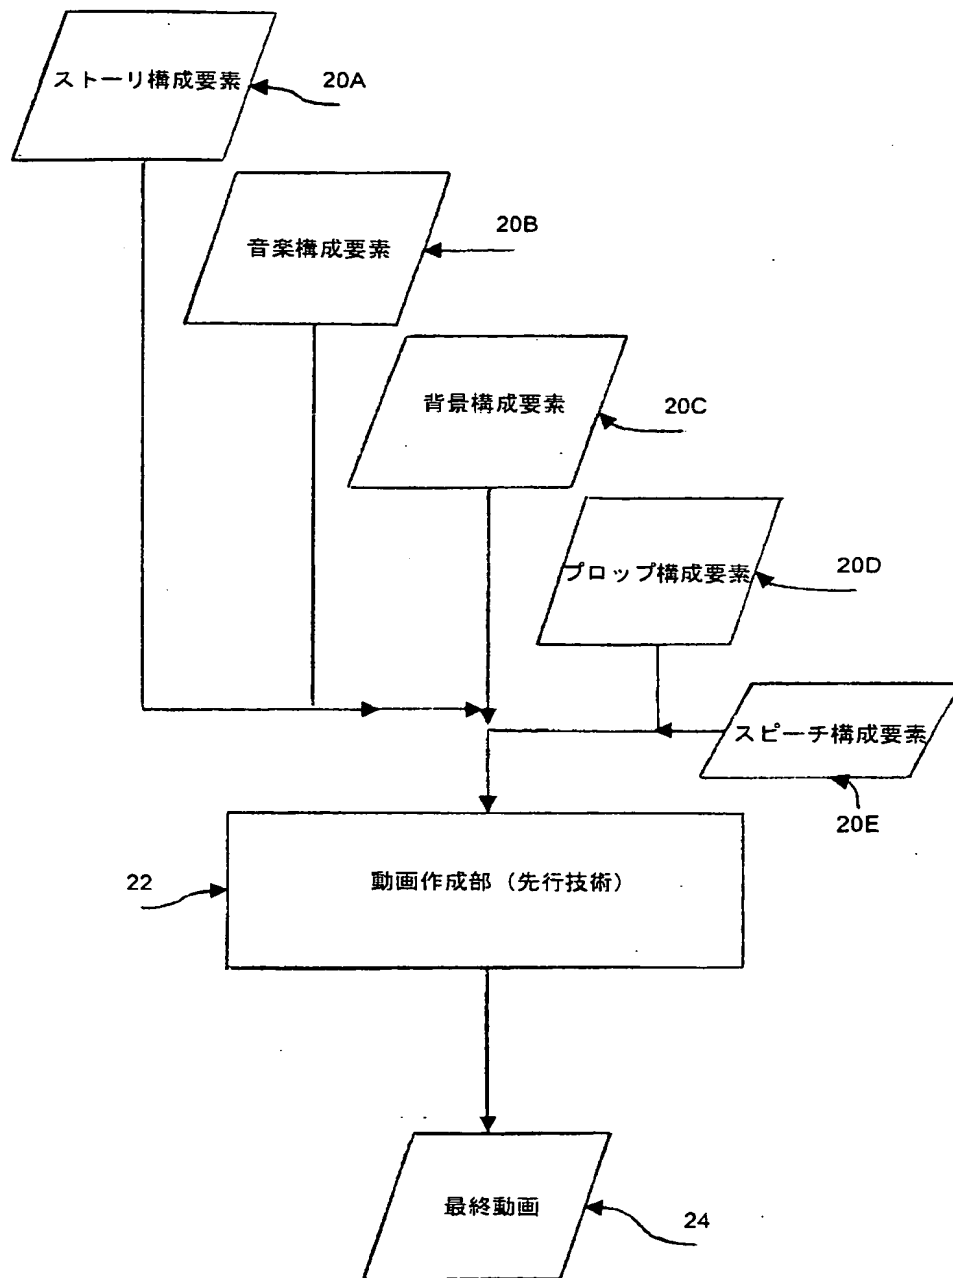 ストーリ構成要素
20A
音楽構成要素
20B
背景構成要素
20C
プロップ構成要素
20D
スピーチ構成要素
20E
22
動画作成部（先行技術）
最終動画
24